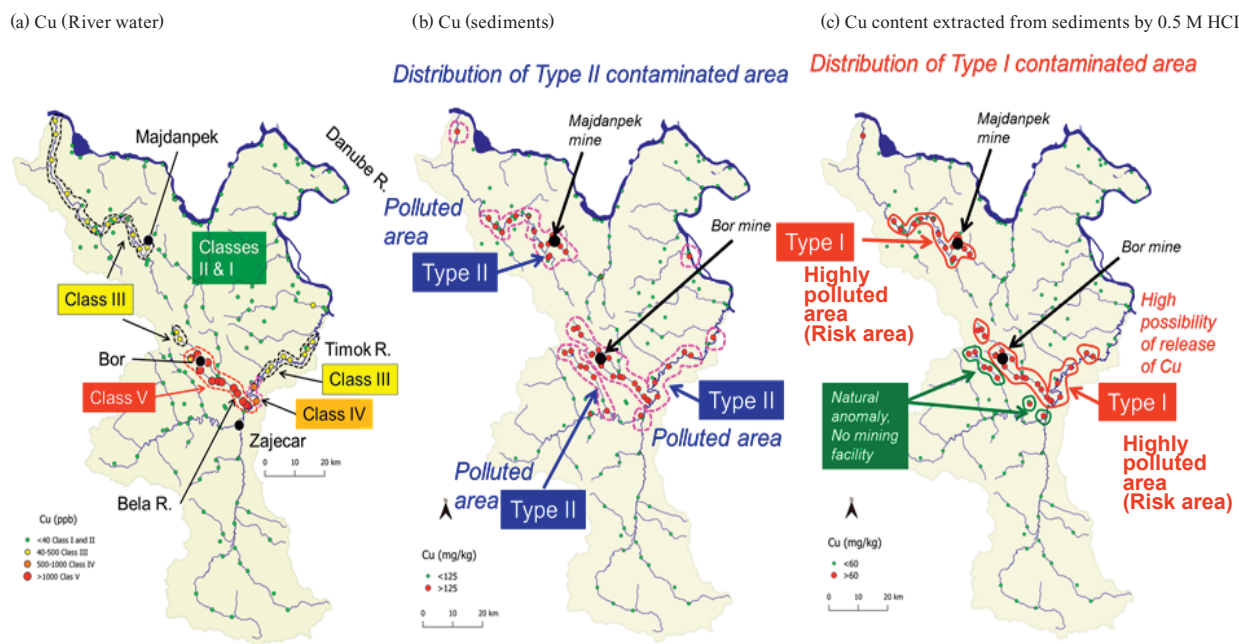 (a) Cu (River water)
Majdanpek
Danube R.
Classes
II & I
Class III
Bor
Timok R.
Class III
Class V
Class IV
Zajecar
0 10 20 km
Bela R.
Cu (ppb)
<40 Class I and II
40-500 Class III
500-1000 Class IV
>1000 Clas V
(b) Cu (sediments)
Distribution of Type II contaminated area
Majdanpek
mine
Polluted
area
Type II
Bor mine
Type II
Polluted area
Polluted
area
Type II
N
Cu (mg/kg)
<125
>125
0 10 20 km
(c) Cu content extracted from sediments by 0.5 M HCI
Distribution of Type I contaminated area
Majdanpek
mine
Type I
Highly
polluted
area
(Risk area)
Bor mine
High
possibility
of release
of Cu
Natural
anomaly,
No mining
facility
Type I
Highly
polluted
area
(Risk area)
N
Cu (mg/kg)
<60
>60
0 10 20 km